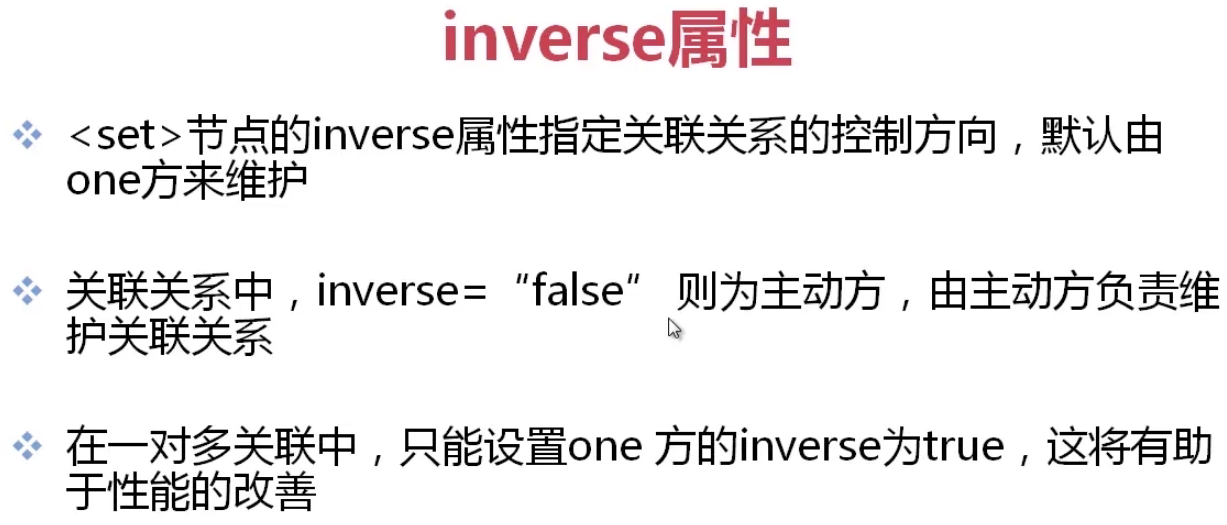 inverse属性
<set>节点的inverse属性指定关联关系的控制方向，默认由
one方来维护
关联关系中，inverse=“false” 则为主动方，由主动方负责维
护关联关系
在一对多关联中，只能设置one 方的inverse为true，这将有助
于性能的改善